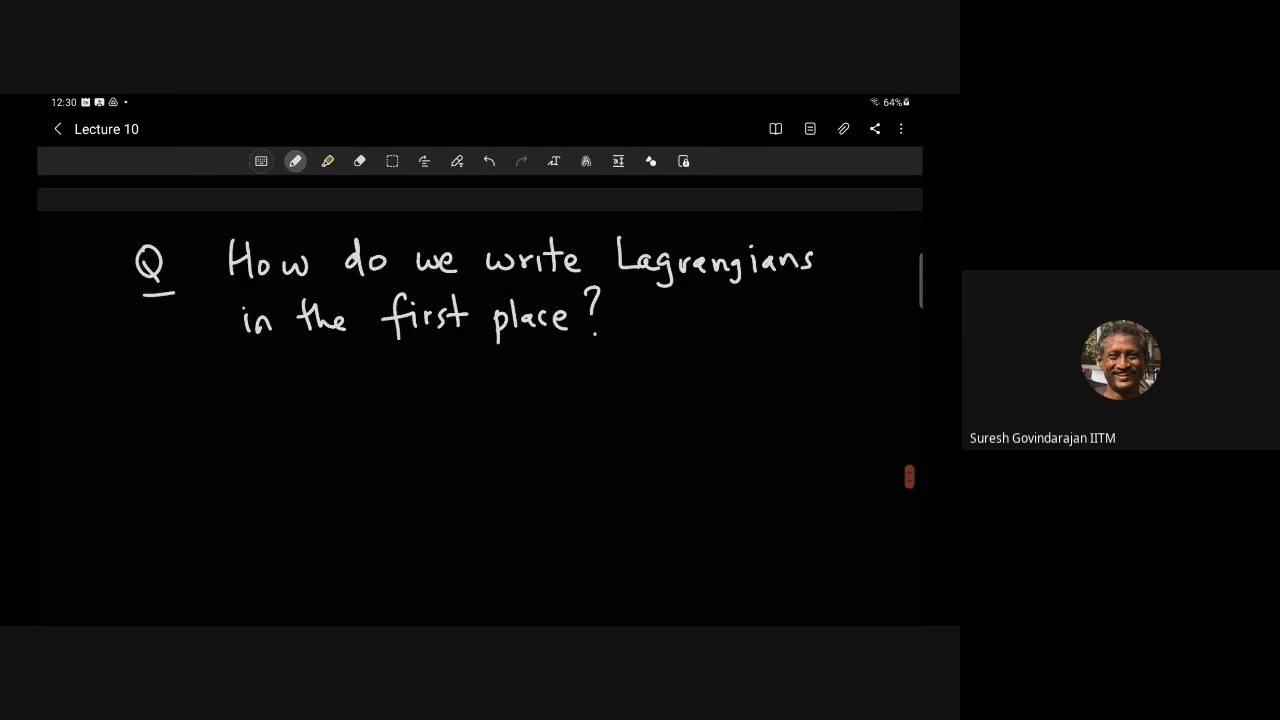 12:30
64%
Lecture 10
Q How do we write Lagrangians
in the first place?
Suresh Govindarajan IITM